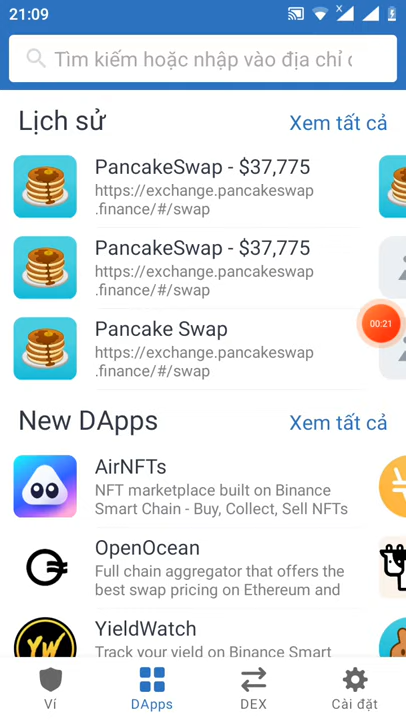 21:09
Tìm kiếm hoặc nhập vào địa chỉ
Lịch sử
Xem tất cả
PancakeSwap - $37,775
https://exchange.pancakeswap
.finance/#/swap
PancakeSwap - $37,775
https://exchange.pancakeswap
.finance/#/swap
Pancake Swap
https://exchange.pancakeswap
.finance/#/swap
00:21
New DApps
Xem tất cả
AirNFTs
NFT marketplace built on Binance
Smart Chain - Buy, Collect, Sell NFTs
OpenOcean
Full chain aggregator that offers the
best swap pricing on Ethereum and
YW
YieldWatch
Track your yield on Binance Smart
Ví
DApps
DEX
Cài đặt